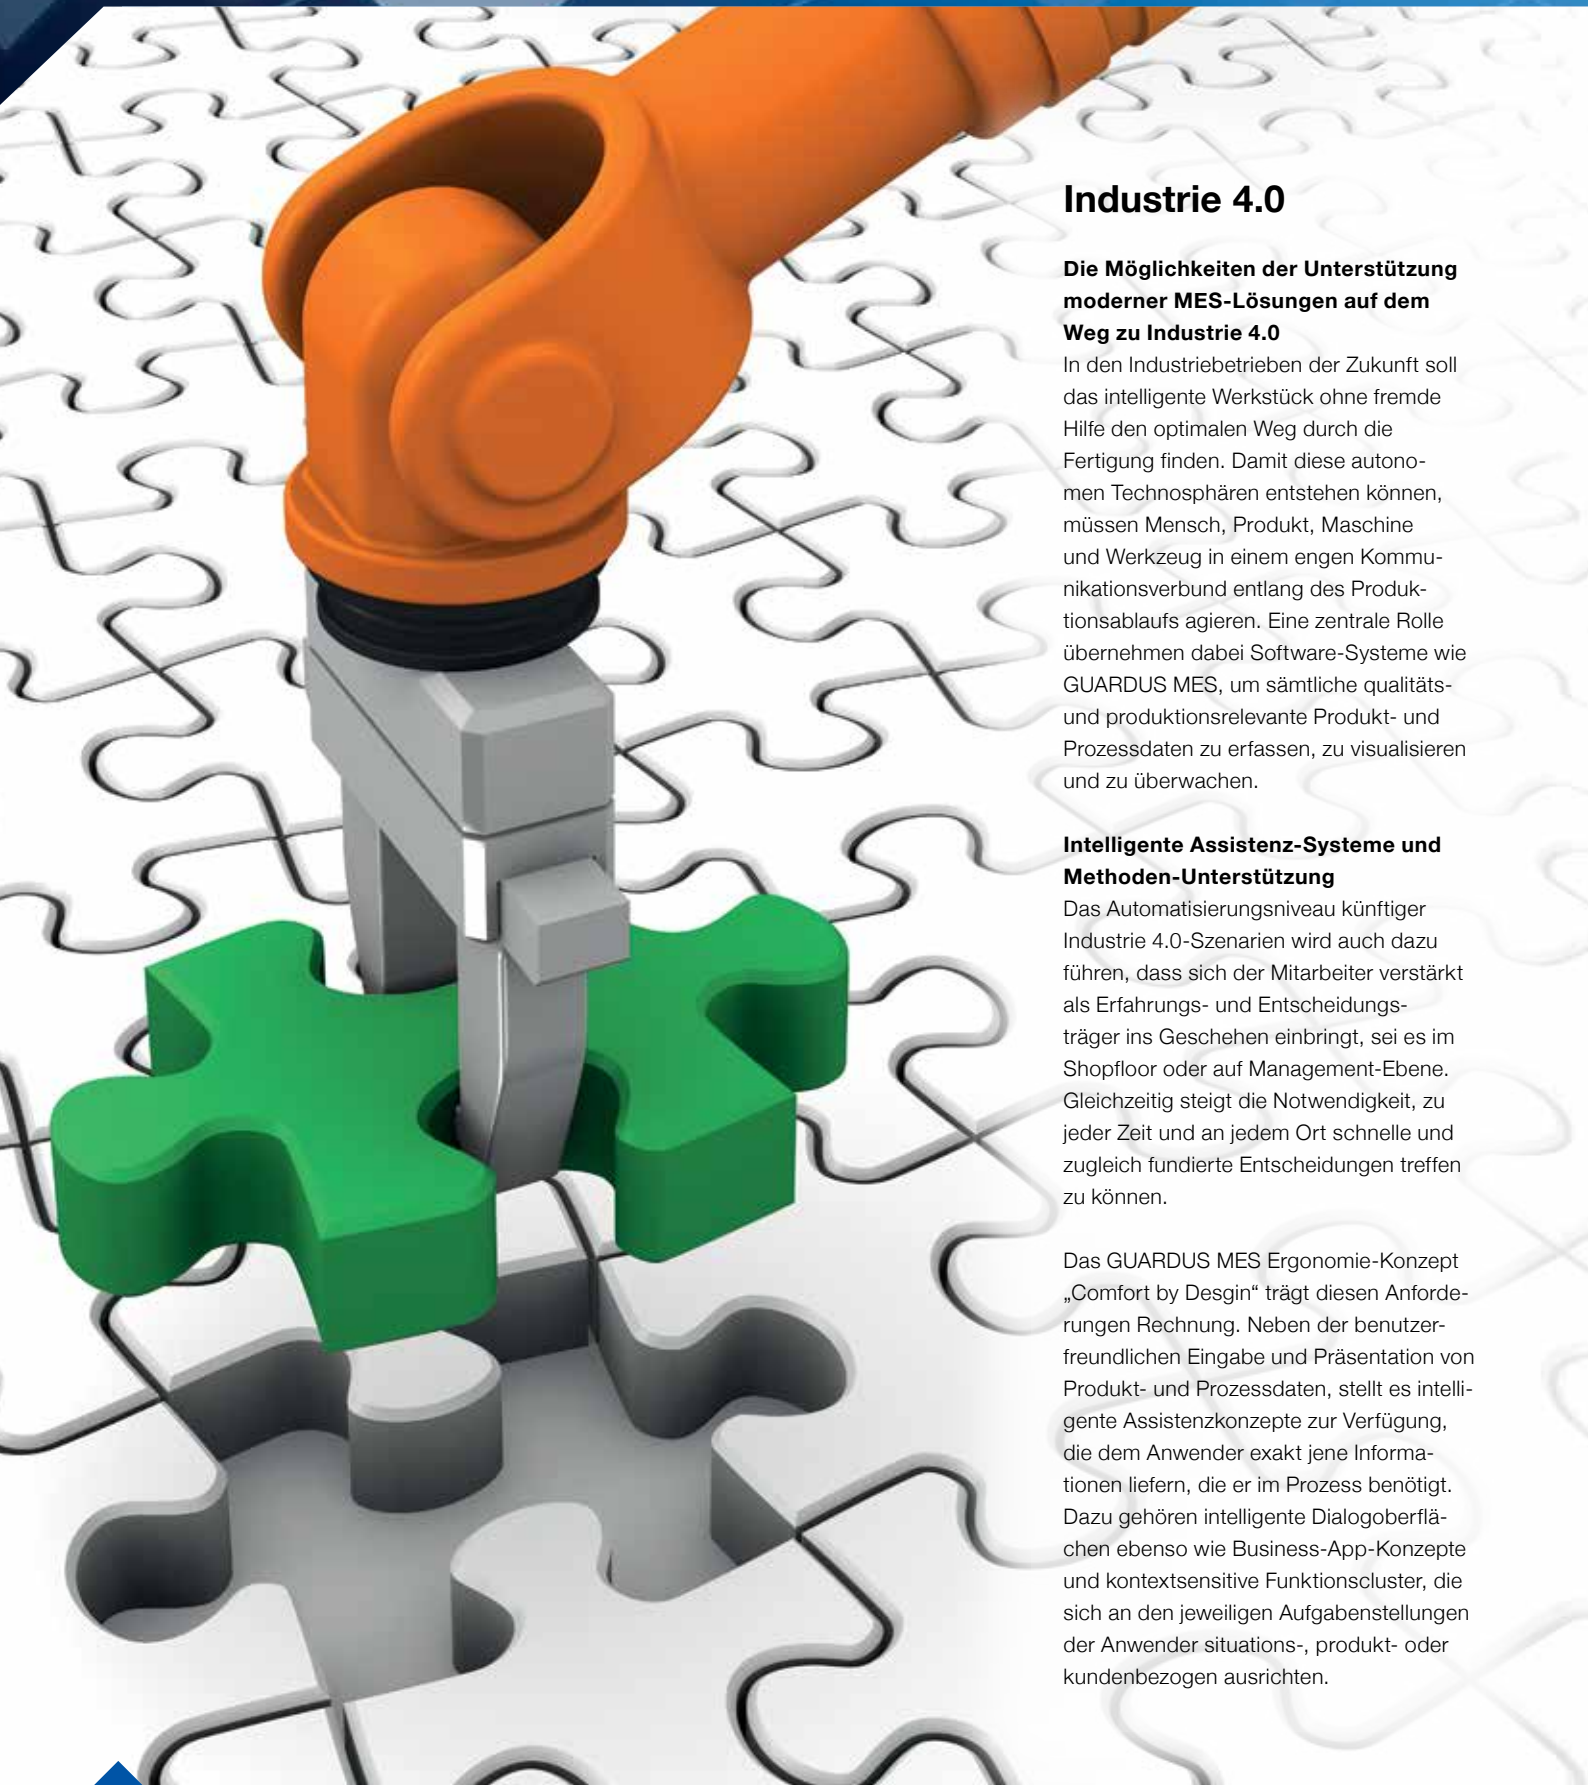 Industrie 4.0
Die Möglichkeiten der Unterstützung
moderner MES-Lösungen auf dem
Weg zu Industrie 4.0
In den Industriebetrieben der Zukunft soll
das intelligente Werkstück ohne fremde
Hilfe den optimalen Weg durch die
Fertigung finden. Damit diese autono-
men Technosphären entstehen können,
müssen Mensch, Produkt, Maschine
und Werkzeug in einem engen Kommu-
nikationsverbund entlang des Produk-
tionsablaufs agieren. Eine zentrale Rolle
übernehmen dabei Software-Systeme wie
GUARDUS MES, um sämtliche qualitäts-
und produktionsrelevante Produkt- und
Prozessdaten zu erfassen, zu visualisieren
und zu überwachen.
Intelligente Assistenz-Systeme und
Methoden-Unterstützung
Das Automatisierungsniveau künftiger
Industrie 4.0-Szenarien wird auch dazu
führen, dass sich der Mitarbeiter verstärkt
als Erfahrungs- und Entscheidungs-
träger ins Geschehen einbringt, sei es im
Shopfloor oder auf Management-Ebene.
Gleichzeitig steigt die Notwendigkeit, zu
jeder Zeit und an jedem Ort schnelle und
zugleich fundierte Entscheidungen treffen
zu können.
Das GUARDUS MES Ergonomie-Konzept
„Comfort by Desgin“ trägt diesen Anforde-
rungen Rechnung. Neben der benutzer-
freundlichen Eingabe und Präsentation von
Produkt- und Prozessdaten, stellt es intelli-
gente Assistenzkonzepte zur Verfügung,
die dem Anwender exakt jene Informa-
tionen liefern, die er im Prozess benötigt.
Dazu gehören intelligente Dialogoberflä-
chen ebenso wie Business-App-Konzepte
und kontextsensitive Funktionscluster, die
sich an den jeweiligen Aufgabenstellungen
der Anwender situations-, produkt- oder
kundenbezogen ausrichten.